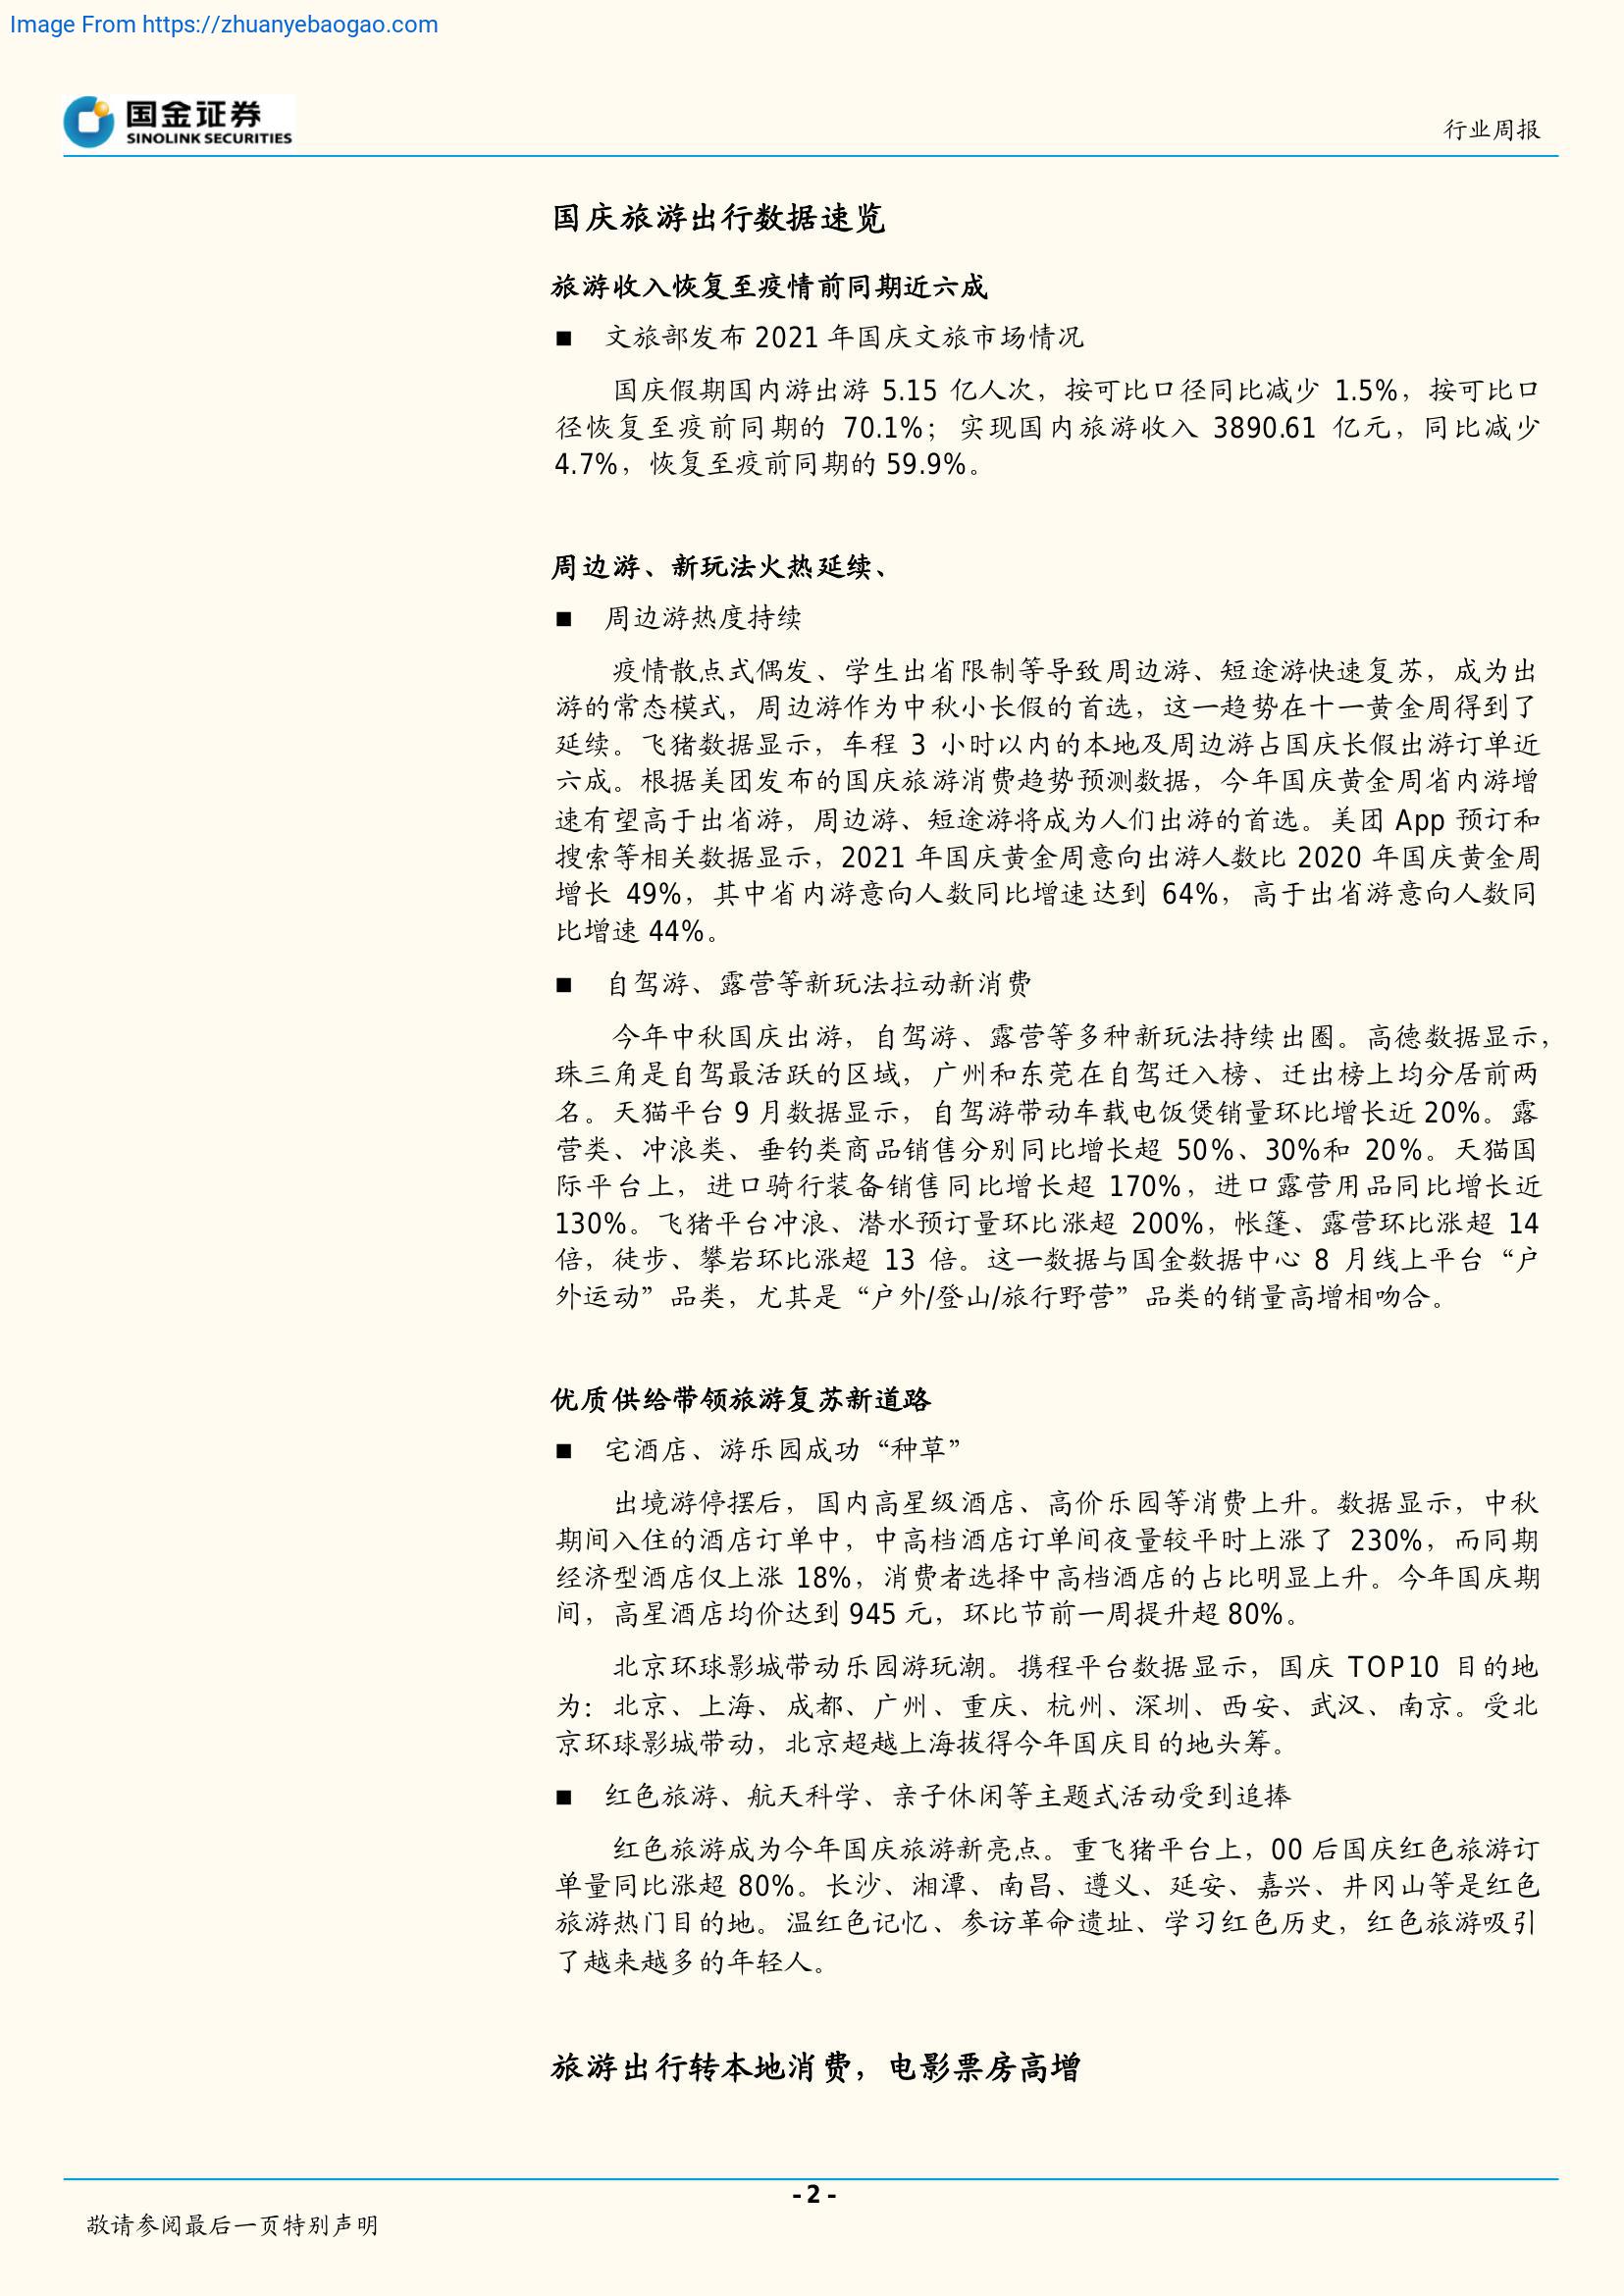 Image From https://zhuanyebaogao.com
国金证券
SINOLINK SECURITIES
行业周报
国庆旅游出行数据速览
旅游收入恢复至疫情前同期近六成
■ 文旅部发布 2021 年国庆文旅市场情况
国庆假期国内游出游 5.15 亿人次，按可比口径同比减少 1.5%，按可比口
径恢复至疫前同期的 70.1%；实现国内旅游收入 3890.61 亿元，同比减少
4.7%，恢复至疫前同期的 59.9%。
周边游、新玩法火热延续、
■ 周边游热度持续
疫情散点式偶发、学生出省限制等导致周边游、短途游快速复苏，成为出
游的常态模式，周边游作为中秋小长假的首选，这一趋势在十一黄金周得到了
延续。飞猪数据显示，车程 3 小时以内的本地及周边游占国庆长假出游订单近
六成。根据美团发布的国庆旅游消费趋势预测数据，今年国庆黄金周省内游增
速有望高于出省游，周边游、短途游将成为人们出游的首选。美团 App 预订和
搜索等相关数据显示，2021 年国庆黄金周意向出游人数比 2020 年国庆黄金周
增长 49%，其中省内游意向人数同比增速达到 64%，高于出省游意向人数同
比增速 44%。
■ 自驾游、露营等新玩法拉动新消费
今年中秋国庆出游，自驾游、露营等多种新玩法持续出圈。高德数据显示，
珠三角是自驾最活跃的区域，广州和东莞在自驾迁入榜、迁出榜上均分居前两
名。天猫平台 9 月数据显示，自驾游带动车载电饭煲销量环比增长近 20%。露
营类、冲浪类、垂钓类商品销售分别同比增长超 50%、30%和 20%。天猫国
际平台上，进口骑行装备销售同比增长超 170%，进口露营用品同比增长近
130%。飞猪平台冲浪、潜水预订量环比涨超 200%，帐篷、露营环比涨超 14
倍，徒步、攀岩环比涨超 13 倍。这一数据与国金数据中心 8 月线上平台“户
外运动”品类，尤其是“户外/登山/旅行野营”品类的销量高增相吻合。
优质供给带领旅游复苏新道路
■ 宅酒店、游乐园成功“种草”
出境游停摆后，国内高星级酒店、高价乐园等消费上升。数据显示，中秋
期间入住的酒店订单中，中高档酒店订单间夜量较平时上涨了 230%，而同期
经济型酒店仅上涨 18%，消费者选择中高档酒店的占比明显上升。今年国庆期
间，高星酒店均价达到 945 元，环比节前一周提升超 80%。
北京环球影城带动乐园游玩潮。携程平台数据显示，国庆 TOP10 目的地
为：北京、上海、成都、广州、重庆、杭州、深圳、西安、武汉、南京。受北
京环球影城带动，北京超越上海拔得今年国庆目的地头筹。
■ 红色旅游、航天科学、亲子休闲等主题式活动受到追捧
红色旅游成为今年国庆旅游新亮点。重飞猪平台上，00 后国庆红色旅游订
单量同比涨超 80%。长沙、湘潭、南昌、遵义、延安、嘉兴、井冈山等是红色
旅游热门目的地。温红色记忆、参访革命遗址、学习红色历史，红色旅游吸引
了越来越多的年轻人。
旅游出行转本地消费，电影票房高增
- 2 -
敬请参阅最后一页特别声明